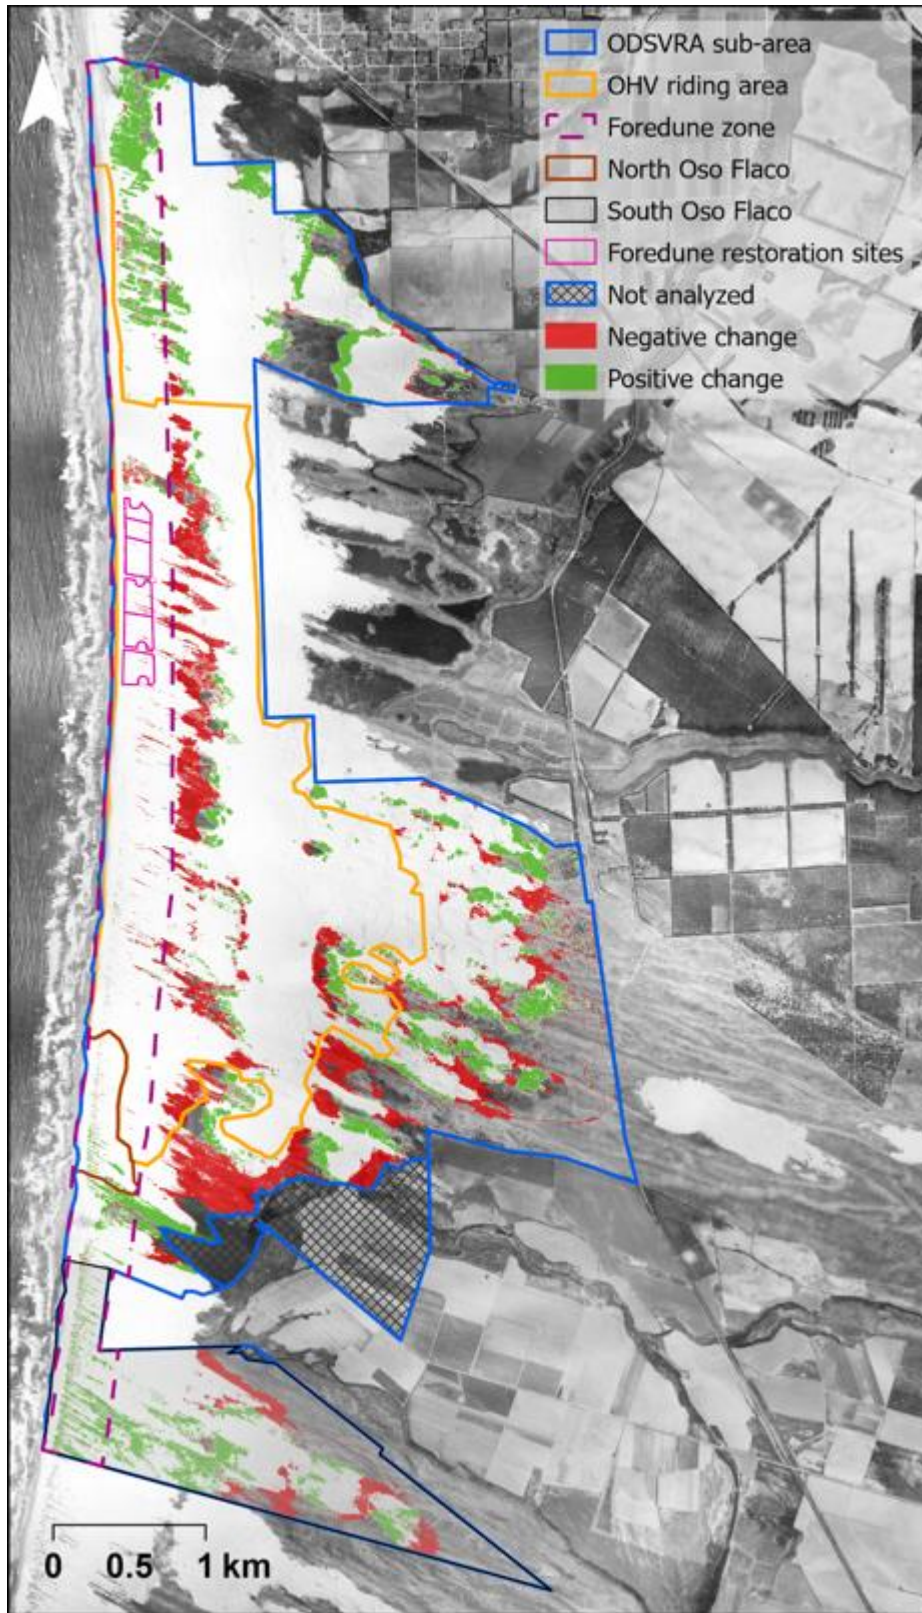 ODSVRA sub-area
OHV riding area
Foredune zone
North Oso Flaco
South Oso Flaco
Foredune restoration sites
Not analyzed
Negative change
Positive change
0 0.5 1 km